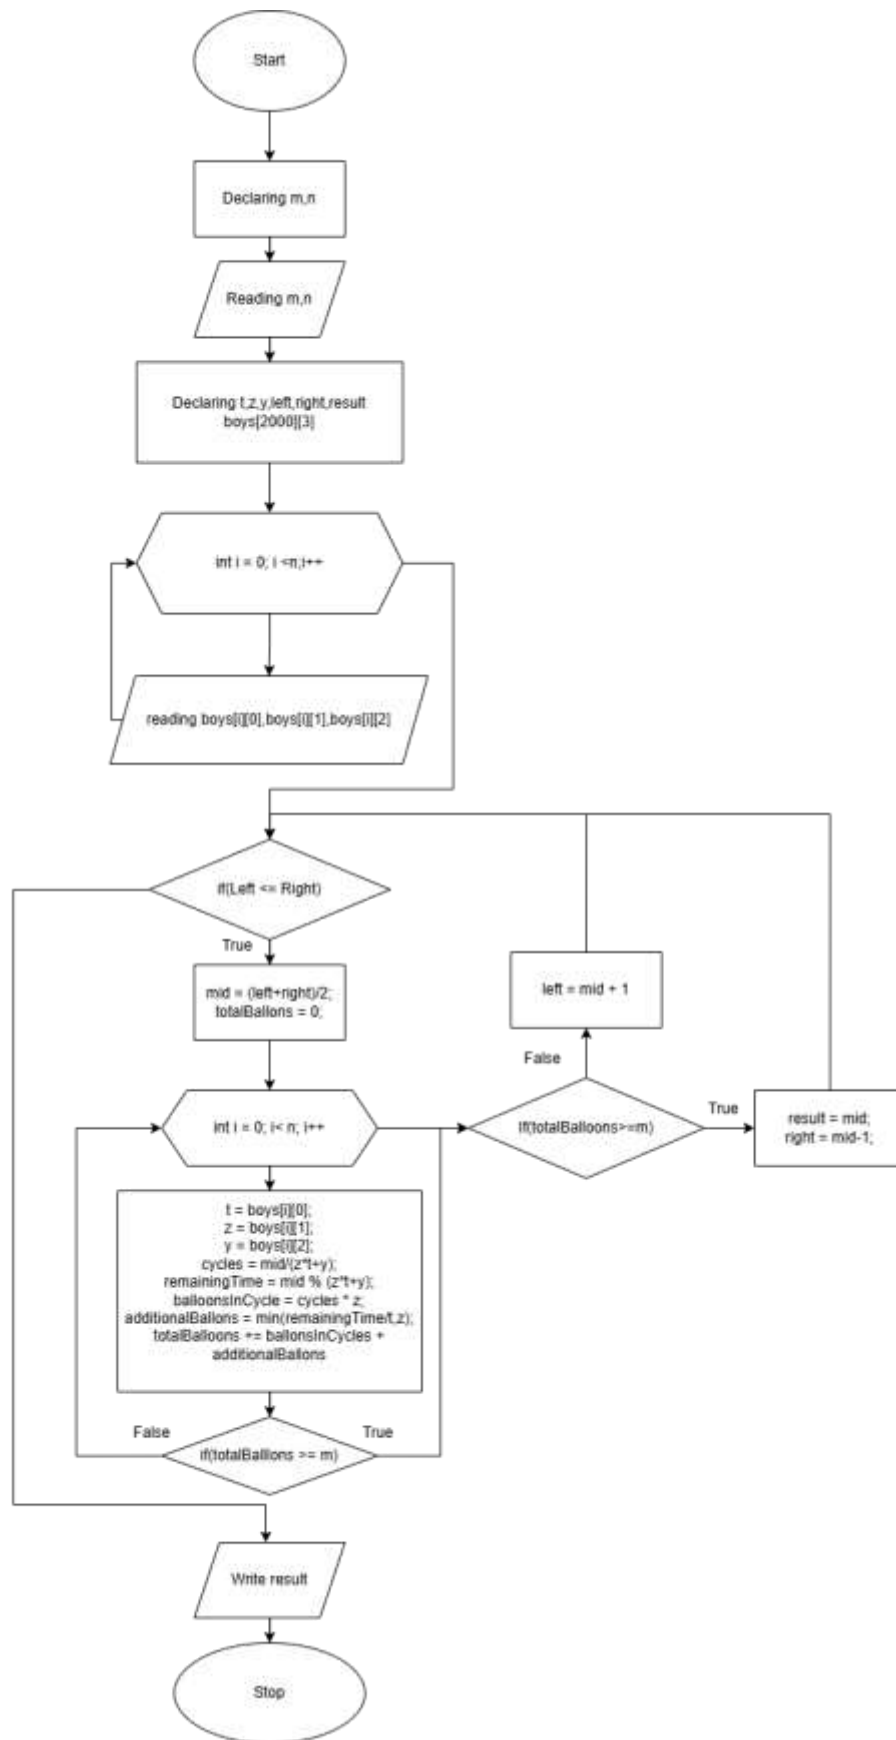 Start
Declaring m,n
Reading m,n
Declaring t,z,y,left,right,result
boys[2000][3]
int i = 0; i <n;i++
reading boys[i][0],boys[i][1],boys[i][2]
if(Left <= Right)
True
mid = (left+right)/2;
totalBallons = 0;
left = mid + 1
False
int i = 0; i< n; i++
If(totalBalloons>=m)
True
result = mid;
right = mid-1;
t = boys[i][0];
z = boys[i][1];
y = boys[i][2];
cycles = mid/(z*t+y);
remainingTime = mid % (z*t+y);
balloonsInCycle = cycles * z;
additionalBallons = min(remainingTime/t,z);
totalBalloons += ballonsInCycles +
additionalBallons
False
True
if(totalBalllons >= m)
Write result
Stop